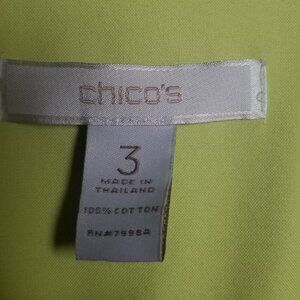 chico's
3
MADE IN
THAILAND
100% COTTON
RN#79984